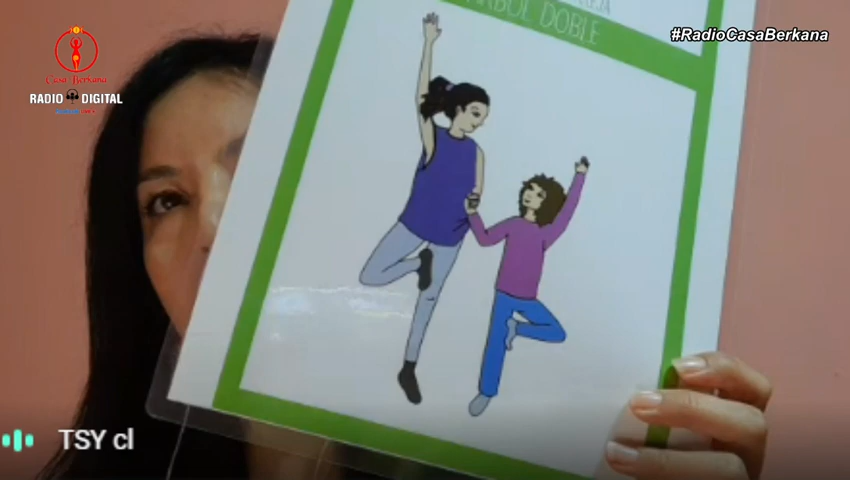 Casa Berkana
RADIO DIGITAL
#RadioCasaBerkana
ÁRBOL DOBLE
TSY cl